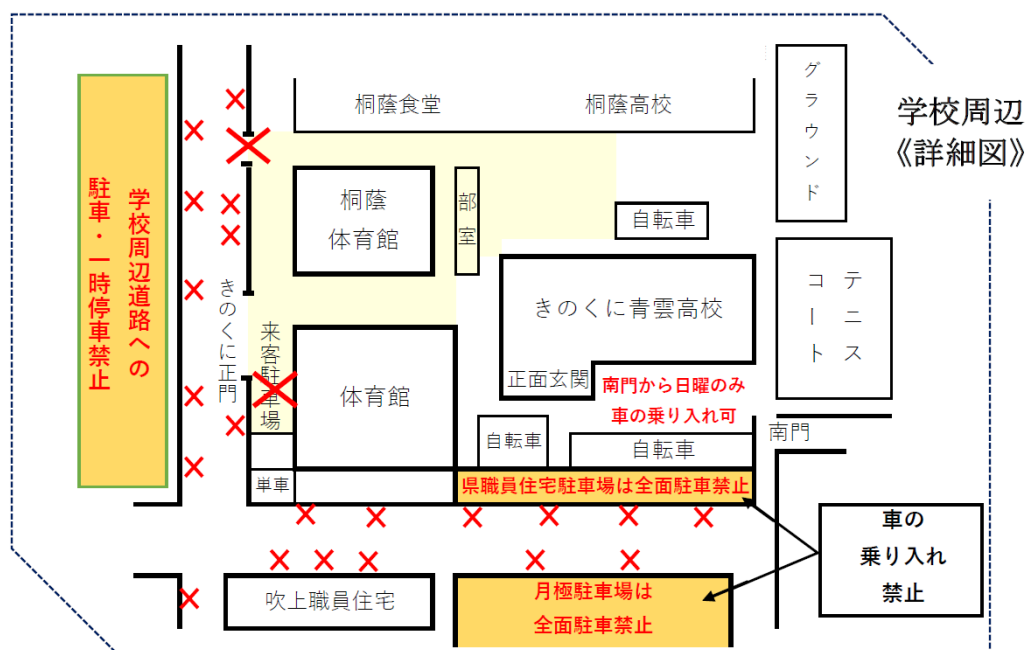 学校周辺
《詳細図》
学校周辺道路への
駐車・一時停車禁止
桐蔭食堂
桐蔭高校
グラウンド
桐蔭
体育館
部室
自転車
テニス
コート
きのくに青雲高校
正面玄関
きのくに正門
来客駐車場
体育館
南門から日曜のみ
車の乗り入れ可
自転車
自転車
南門
単車
県職員住宅駐車場は全面駐車禁止
車の
乗り入れ
禁止
吹上職員住宅
月極駐車場は
全面駐車禁止